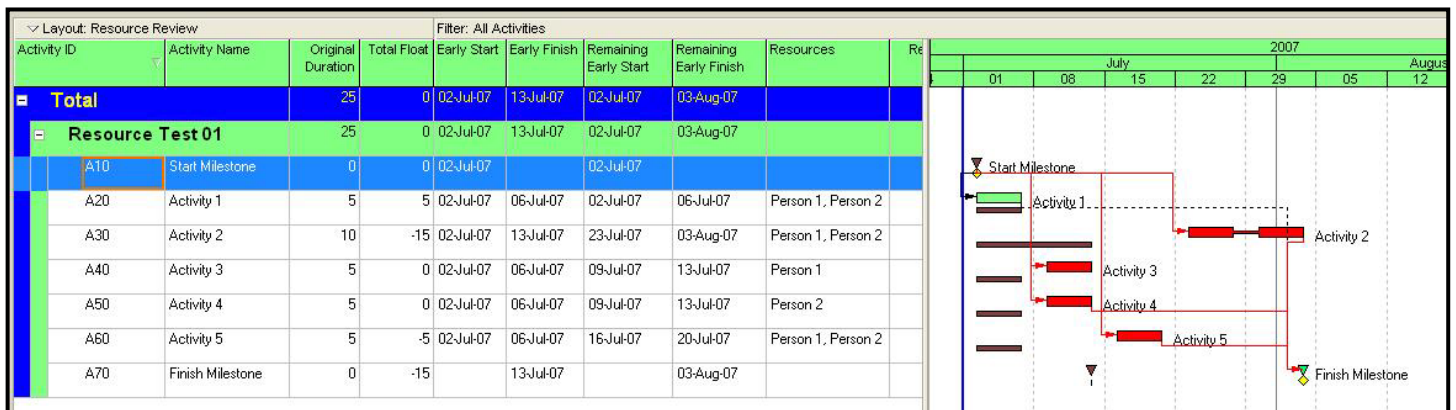 Layout: Resource Review Filter: All Activities
Activity ID Activity Name Original Duration Total Float Early Start Early Finish Remaining Early Start Remaining Early Finish Resources Re
2007
July Augus
01 08 15 22 29 05 12
Total 25 0 02-Jul-07 13-Jul-07 02-Jul-07 03-Aug-07
Resource Test 01 25 0 02-Jul-07 13-Jul-07 02-Jul-07 03-Aug-07
A10 Start Milestone 0 0 02-Jul-07 02-Jul-07 Start Milestone
A20 Activity 1 5 5 02-Jul-07 06-Jul-07 02-Jul-07 06-Jul-07 Person 1, Person 2 Activity 1
A30 Activity 2 10 -15 02-Jul-07 13-Jul-07 23-Jul-07 03-Aug-07 Person 1, Person 2 Activity 2
A40 Activity 3 5 0 02-Jul-07 06-Jul-07 09-Jul-07 13-Jul-07 Person 1 Activity 3
A50 Activity 4 5 0 02-Jul-07 06-Jul-07 09-Jul-07 13-Jul-07 Person 2 Activity 4
A60 Activity 5 5 -5 02-Jul-07 06-Jul-07 16-Jul-07 20-Jul-07 Person 1, Person 2 Activity 5
A70 Finish Milestone 0 -15 13-Jul-07 03-Aug-07 Finish Milestone